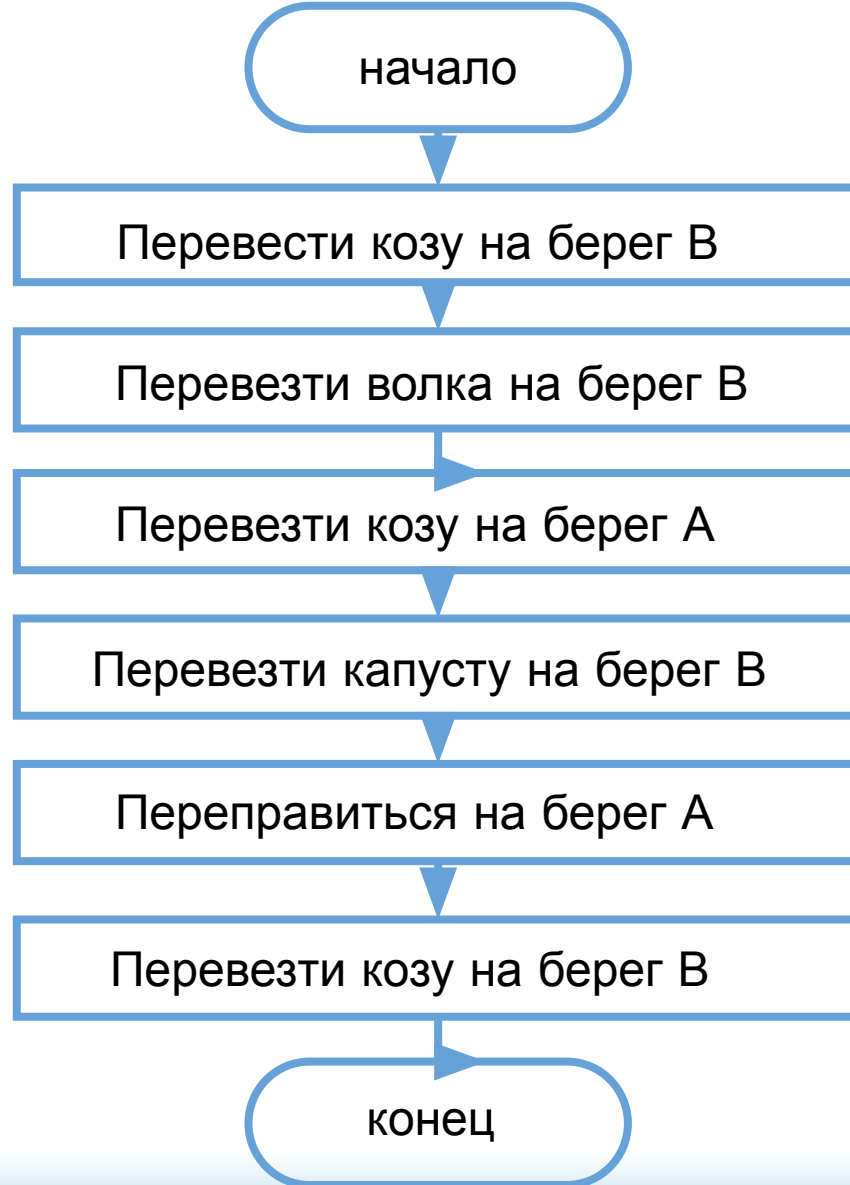 начало
Перевести козу на берег В
Перевезти волка на берег В
Перевезти козу на берег А
Перевезти капусту на берег В
Переправиться на берег А
Перевезти козу на берег В
конец